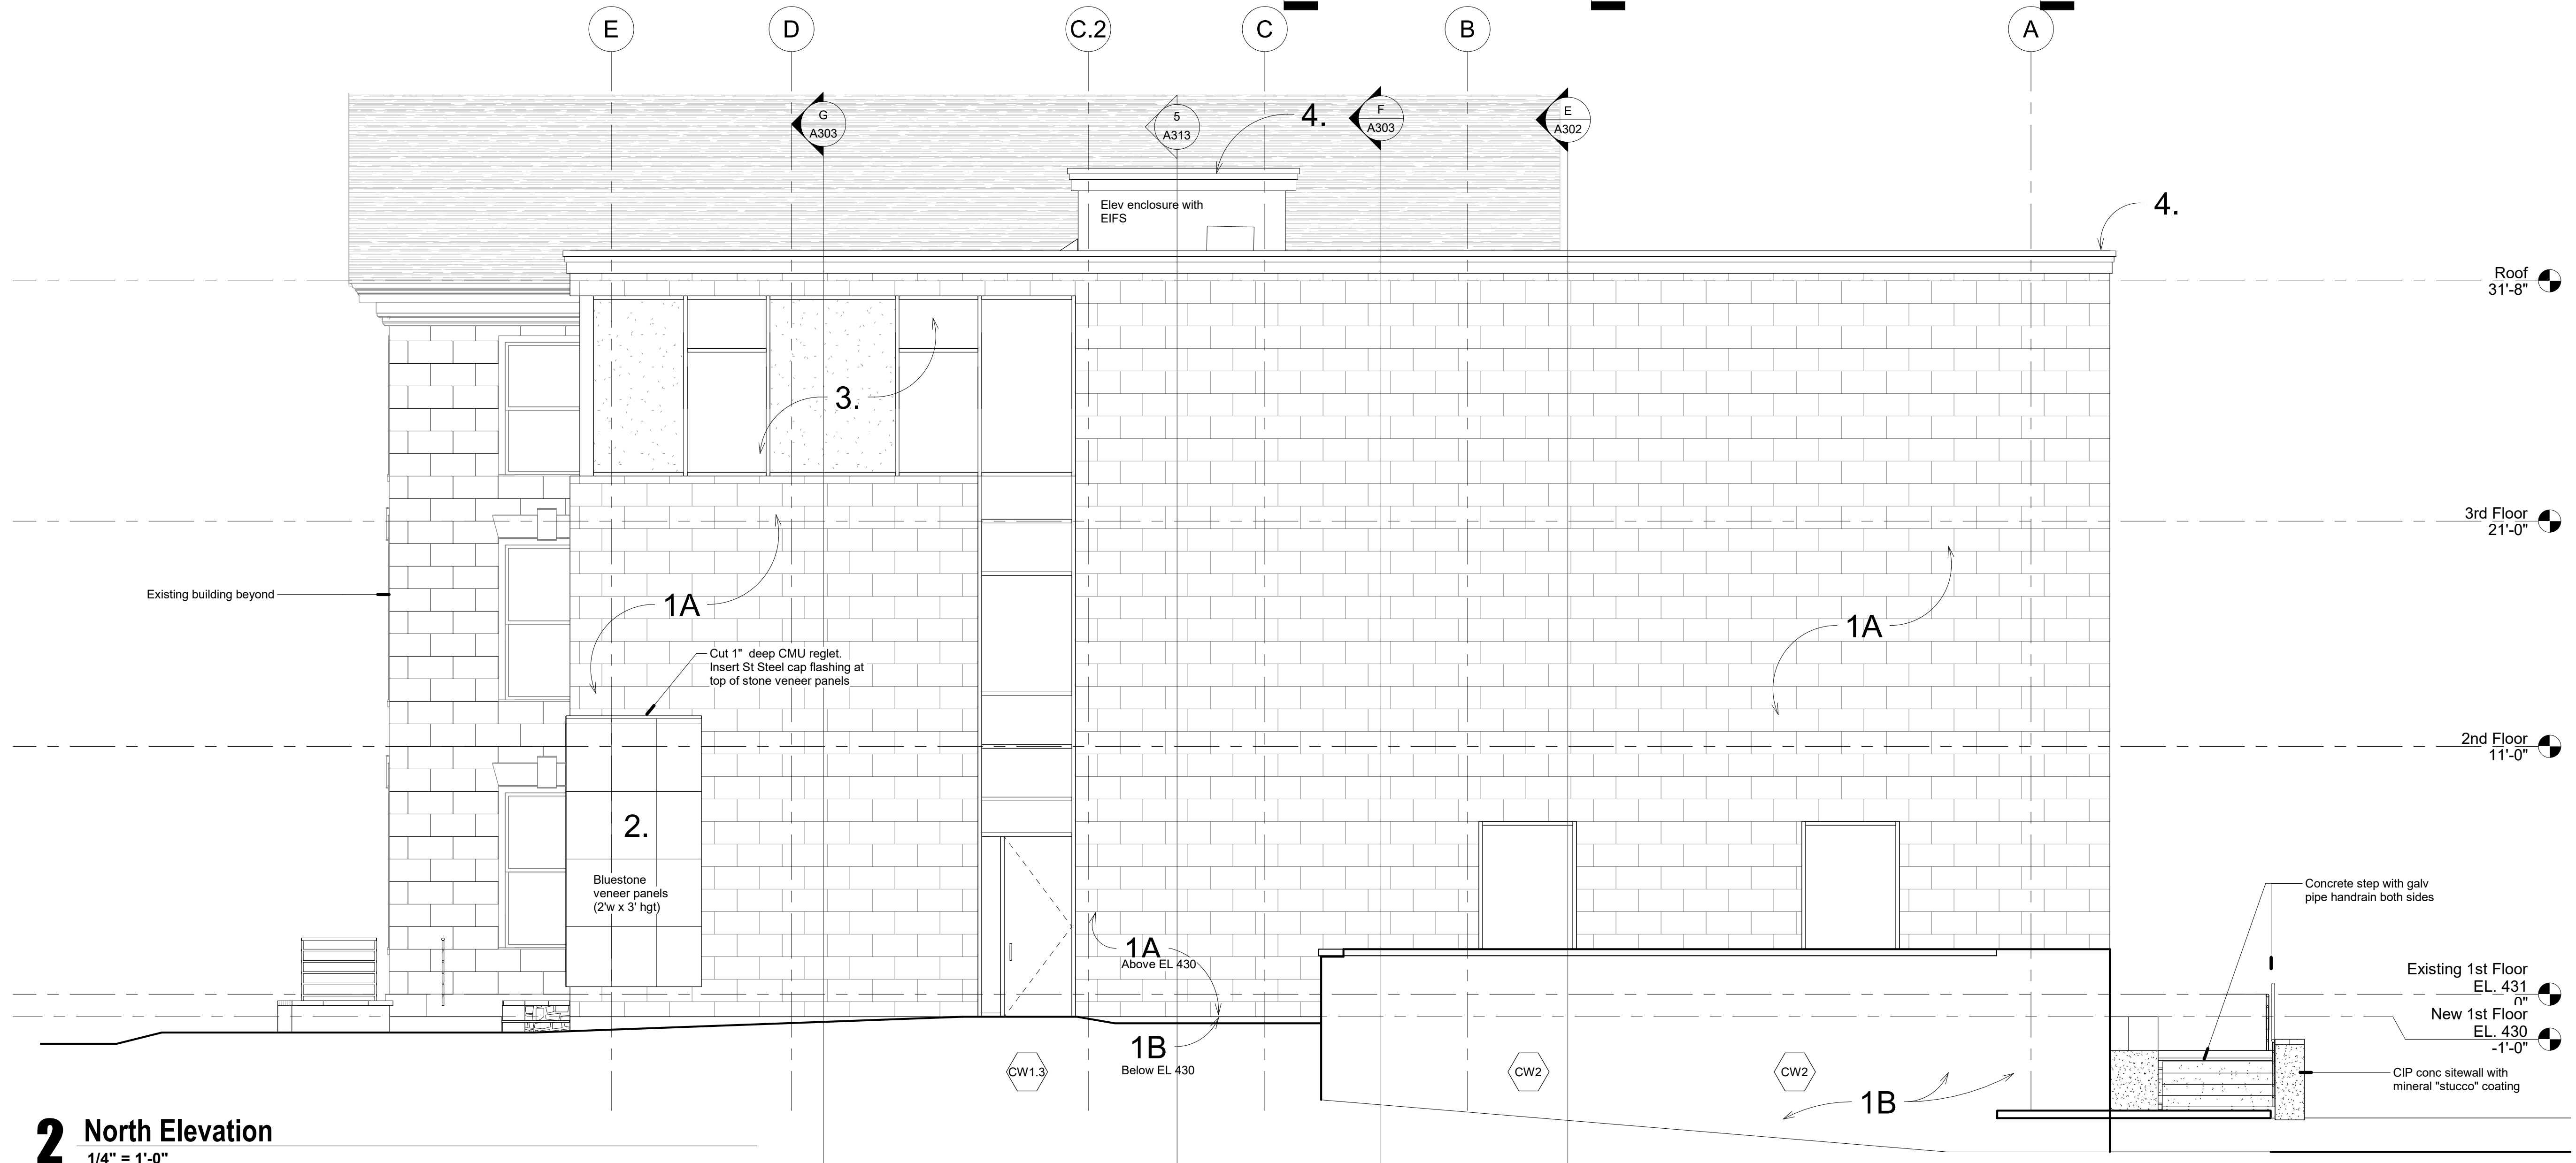 E
D
C.2
C
B
A
G
A303
5
A313
4.
F
A303
E
A302
Elev enclosure with
EIFS
4.
Roof
31'-8"
3.
3rd Floor
21'-0"
Existing building beyond
1A
1A
Cut 1" deep CMU reglet.
Insert St Steel cap flashing at
top of stone veneer panels
2nd Floor
11'-0"
2.
Bluestone
veneer panels
(2'w x 3' hgt)
Concrete step with galv
pipe handrain both sides
1A
Above EL 430
Existing 1st Floor
EL. 431
0"
New 1st Floor
EL. 430
-1'-0"
1B
Below EL 430
CW1.3
CW2
CW2
CIP conc sitewall with
mineral "stucco" coating
1B
2
North Elevation
1/4" = 1'-0"